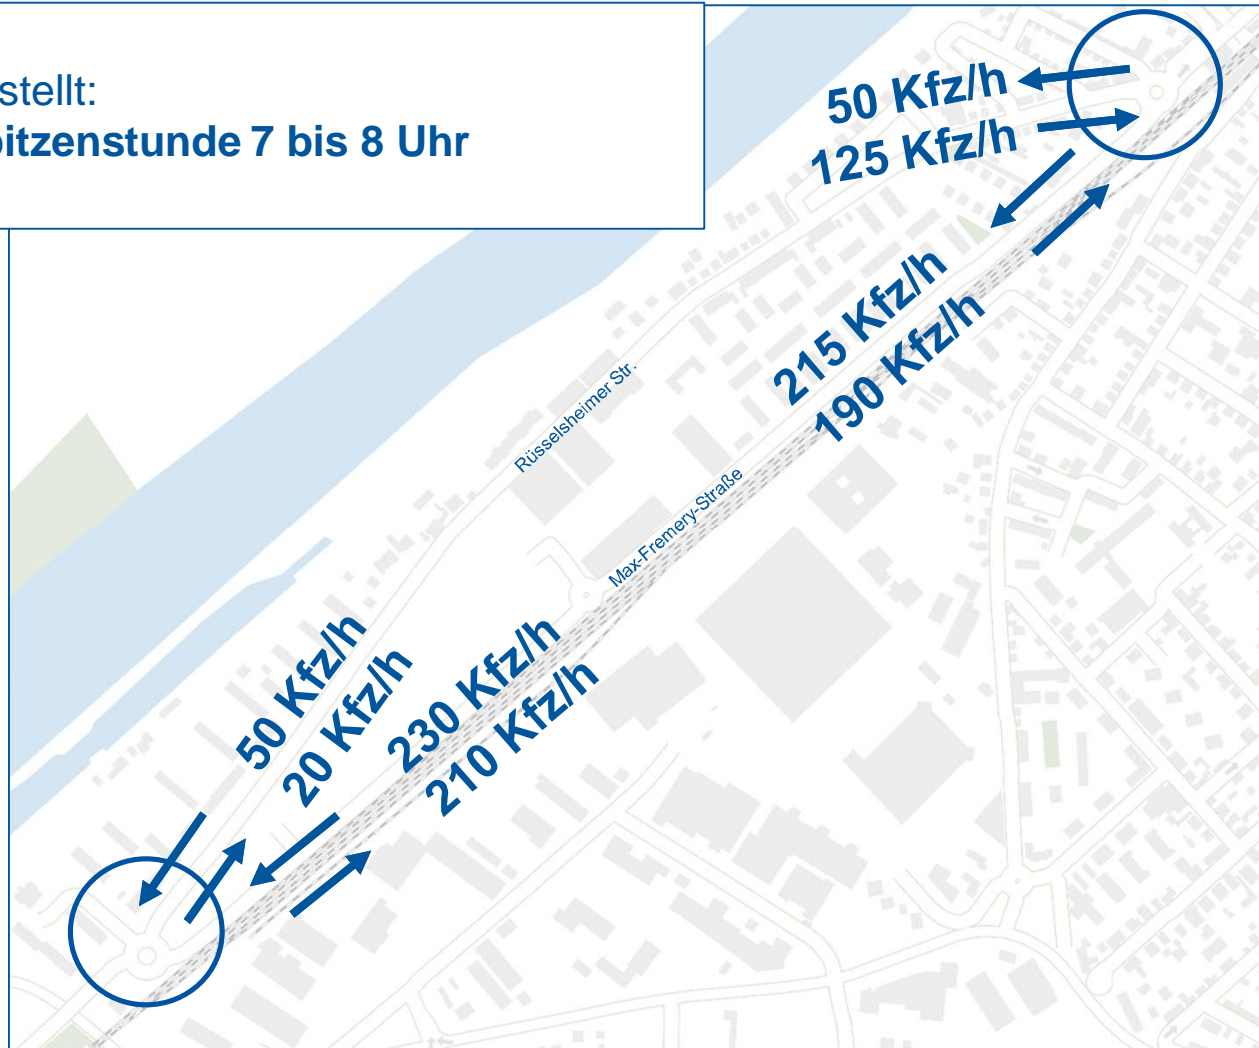 stellt:
pitzenstunde 7 bis 8 Uhr
50 Kfz/h
125 Kfz/h
215 Kfz/h
190 Kfz/h
Rüsselsheimer Str.
Max-Fremery-Straße
50 Kfz/h
20 Kfz/h
230 Kfz/h
210 Kfz/h